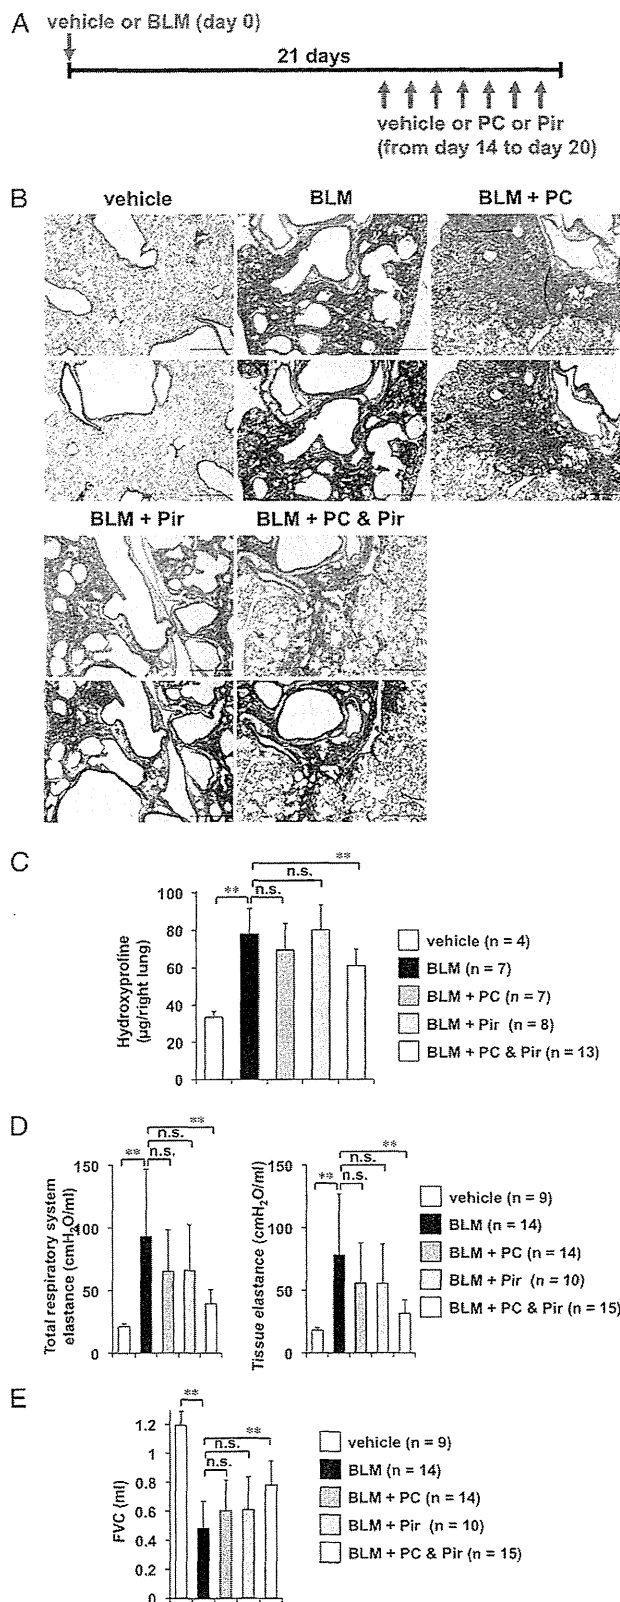 A
vehicle or BLM (day 0)
21 days
vehicle or PC or Pir
(from day 14 to day 20)
B
vehicle
BLM
BLM + PC
BLM + Pir
BLM + PC & Pir
C
**
n.s.
** n.s.
100
80
60
40
20
0
Hydroxyproline
(µg/right lung)
vehicle (n = 4)
BLM (n = 7)
BLM + PC (n = 7)
BLM + Pir (n = 8)
BLM + PC & Pir (n = 13)
D
**
n.s.
** n.s.
150
100
50
0
Total respiratory system
elastance (cmH2O/ml)
**
n.s.
** n.s.
150
100
50
0
Tissue elastance (cmH2O/ml)
vehicle (n = 9)
BLM (n = 14)
BLM + PC (n = 14)
BLM + Pir (n = 10)
BLM + PC & Pir (n = 15)
E
**
**
n.s.
n.s.
1.2
1
0.8
0.6
0.4
0.2
0
FVC (ml)
vehicle (n = 9)
BLM (n = 14)
BLM + PC (n = 14)
BLM + Pir (n = 10)
BLM + PC & Pir (n = 15)